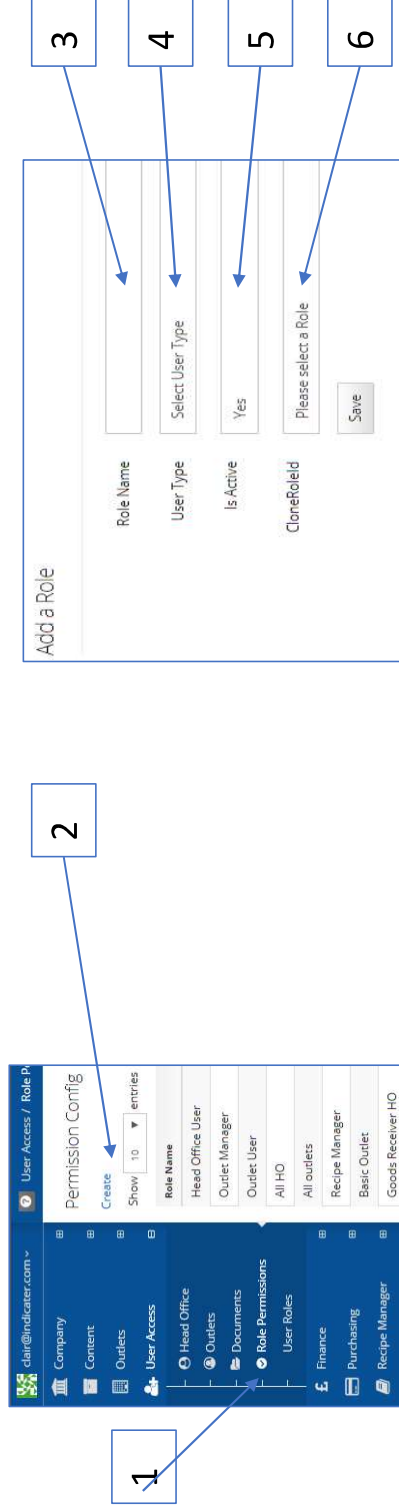 1
clair@indicater.com
Company
Content
Outlets
User Access
Head Office
Outlets
Documents
Role Permissions
User Roles
Finance
Purchasing
Recipe Manager
? User Access / Role
Permission Config
Create
Show 10 entries
Role Name
Head Office User
Outlet Manager
Outlet User
All HO
All outlets
Recipe Manager
Basic Outlet
Goods Receiver HO
2
Add a Role
Role Name
User Type Select User Type
Is Active Yes
CloneRoleId Please select a Role
Save
3
4
5
6